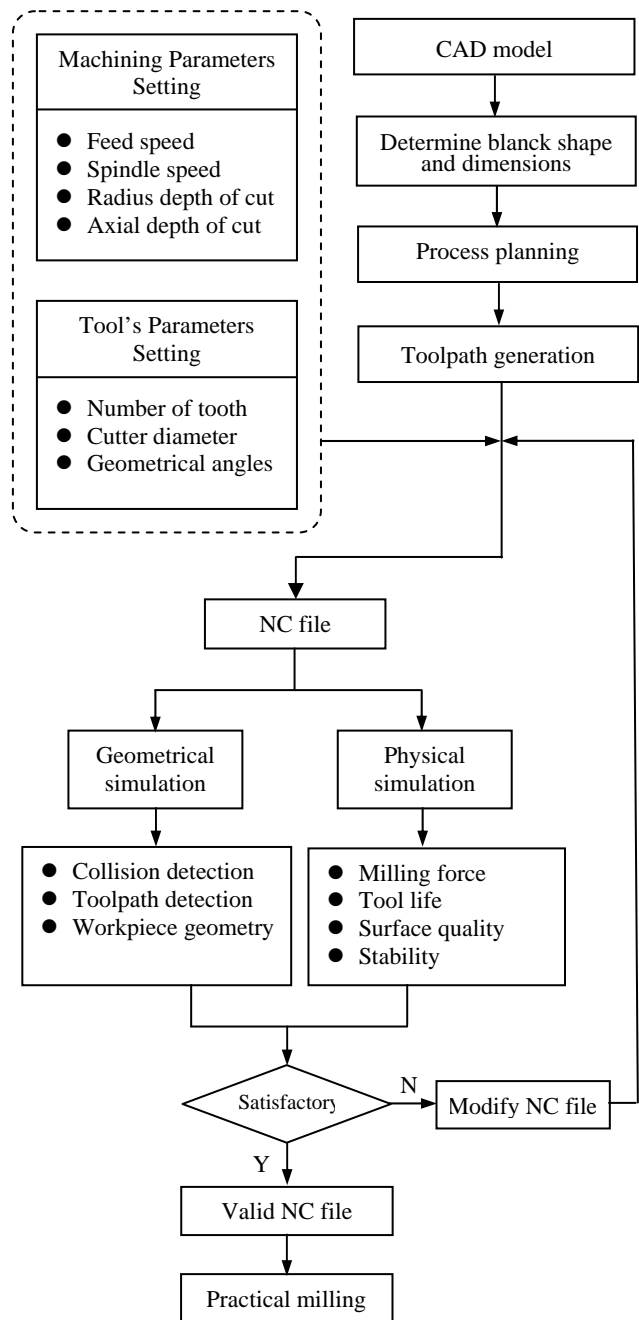 Machining Parameters
Setting
● Feed speed
● Spindle speed
● Radius depth of cut
● Axial depth of cut
Tool's Parameters
Setting
● Number of tooth
● Cutter diameter
● Geometrical angles
CAD model
Determine blanck shape
and dimensions
Process planning
Toolpath generation
NC file
Geometrical
simulation
Physical
simulation
● Collision detection
● Toolpath detection
● Workpiece geometry
● Milling force
● Tool life
● Surface quality
● Stability
Satisfactory
N
Modify NC file
Y
Valid NC file
Practical milling